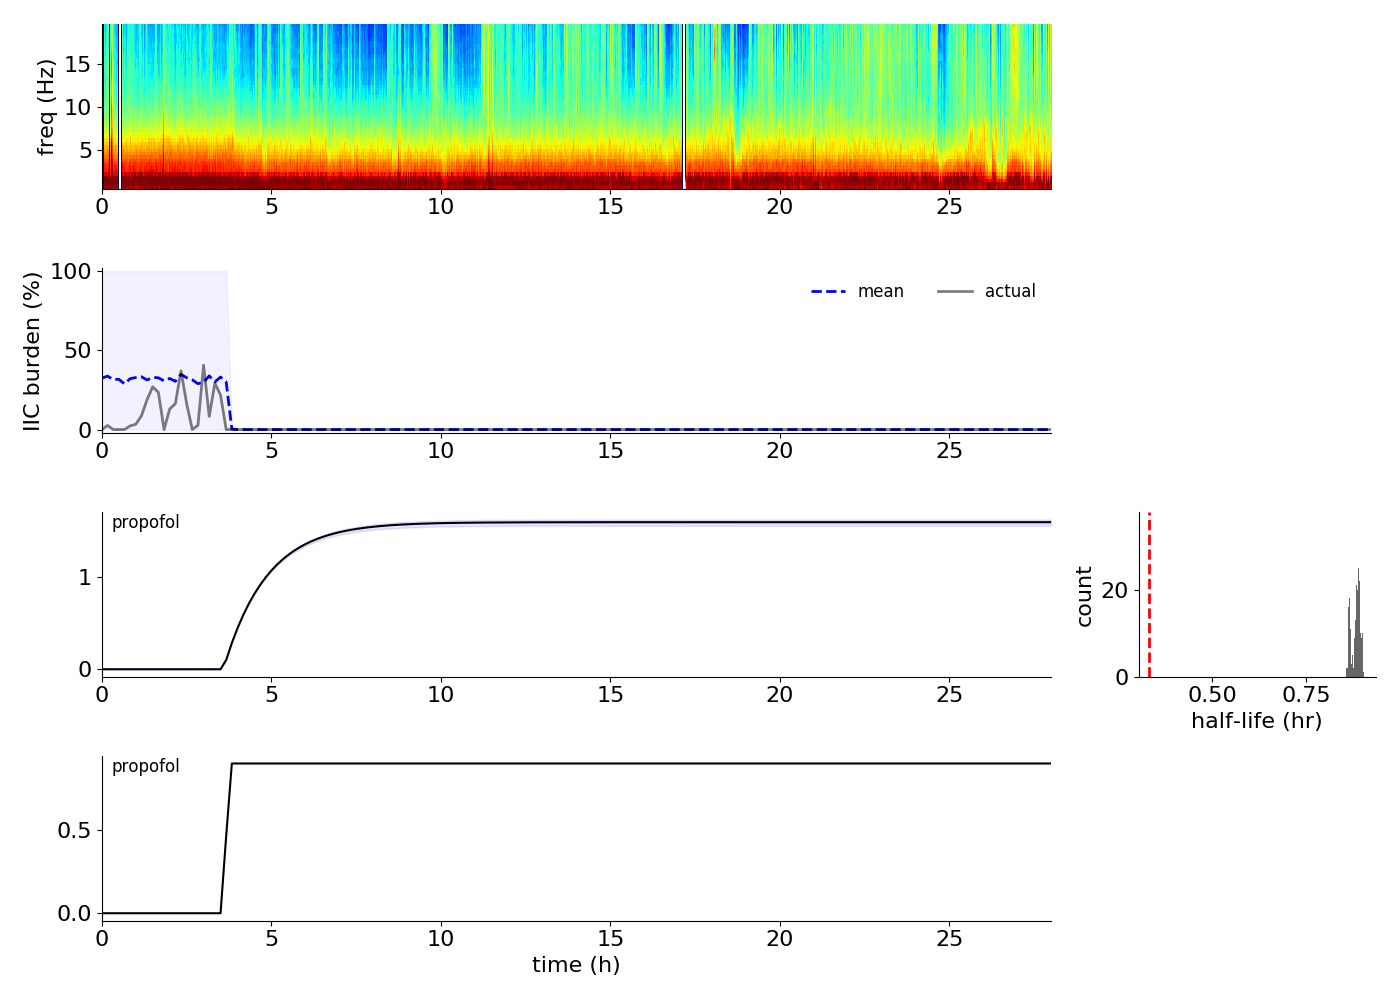 freq (Hz)
15
10
5
0 5 10 15 20 25
IIC burden (%)
100
50
0
mean actual
0 5 10 15 20 25
propofol
1
0
0 5 10 15 20 25
count
20
0
0.50 0.75
half-life (hr)
propofol
0.5
0.0
0 5 10 15 20 25
time (h)